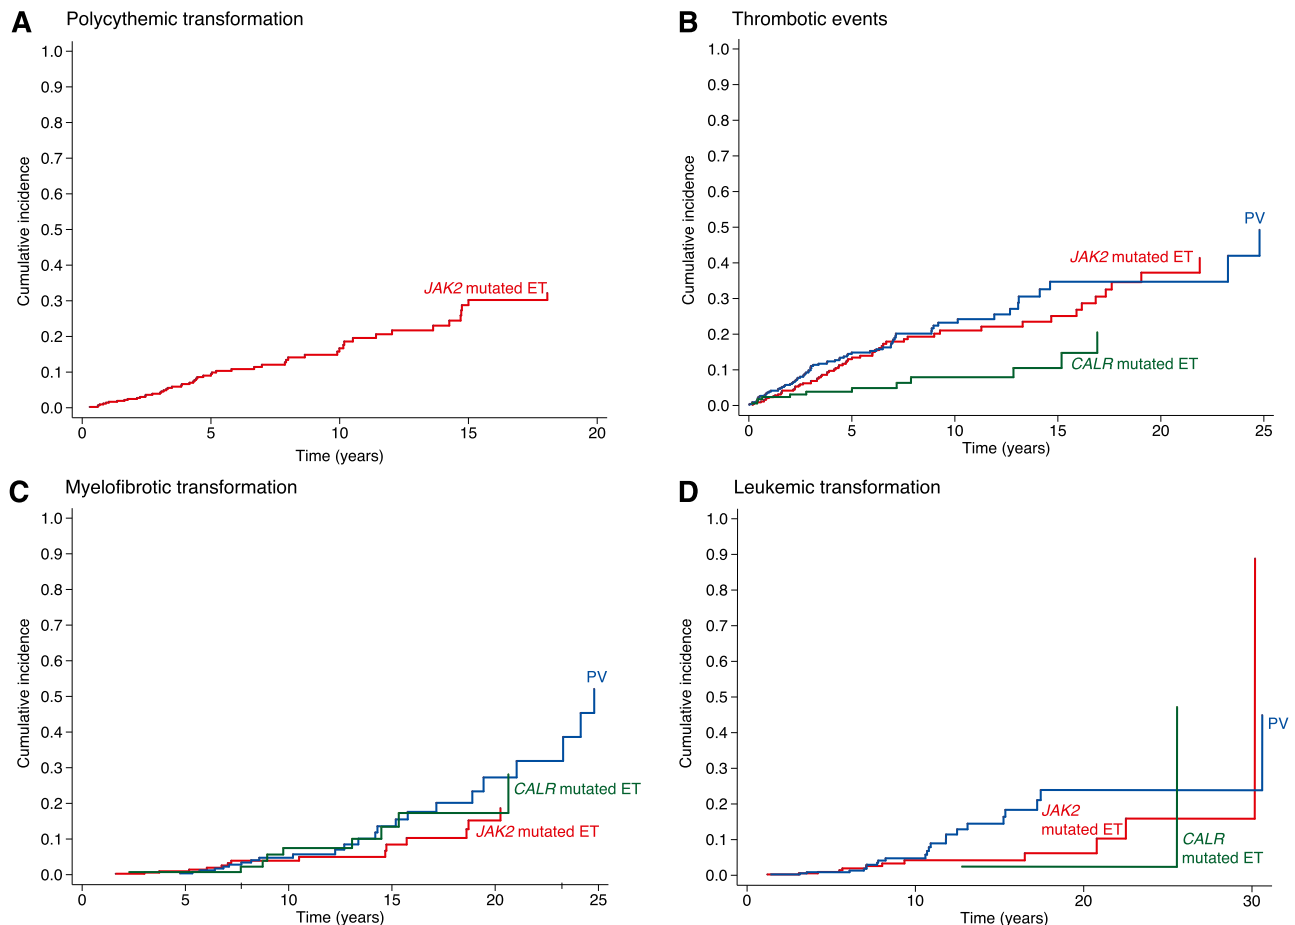 A Polycythemic transformation
1.0
0.9
0.8
0.7
0.6
0.5
0.4
0.3
0.2
0.1
0.0
Cumulative incidence
JAK2 mutated ET
0 5 10 15 20
Time (years)
B Thrombotic events
1.0
0.9
0.8
0.7
0.6
0.5
0.4
0.3
0.2
0.1
0.0
Cumulative incidence
PV
JAK2 mutated ET
CALR mutated ET
0 5 10 15 20 25
Time (years)
C Myelofibrotic transformation
1.0
0.9
0.8
0.7
0.6
0.5
0.4
0.3
0.2
0.1
0.0
Cumulative incidence
PV
CALR mutated ET
JAK2 mutated ET
0 5 10 15 20 25
Time (years)
D Leukemic transformation
1.0
0.9
0.8
0.7
0.6
0.5
0.4
0.3
0.2
0.1
0.0
Cumulative incidence
PV
JAK2
mutated ET
CALR
mutated ET
0 10 20 30
Time (years)